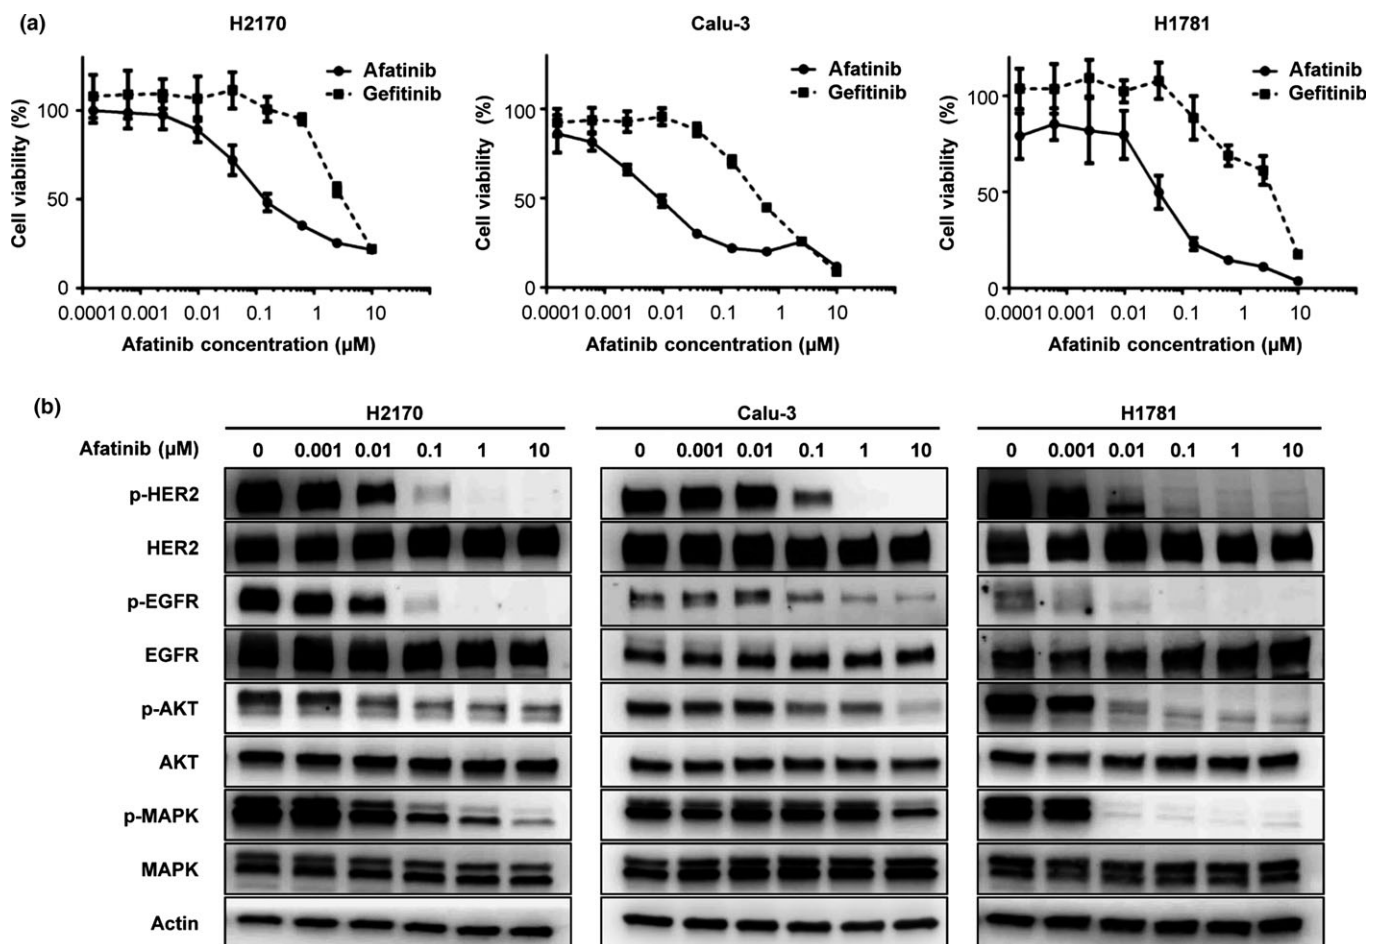 (a)
H2170
Cell viability (%)
100
50
0
Afatinib
Gefitinib
0.0001 0.001 0.01 0.1 1 10
Afatinib concentration (µM)
Calu-3
Cell viability (%)
100
50
0
Afatinib
Gefitinib
0.0001 0.001 0.01 0.1 1 10
Afatinib concentration (µM)
H1781
Cell viability (%)
100
50
0
Afatinib
Gefitinib
0.0001 0.001 0.01 0.1 1 10
Afatinib concentration (µM)
(b)
H2170 Calu-3 H1781
Afatinib (µM) 0 0.001 0.01 0.1 1 10 0 0.001 0.01 0.1 1 10 0 0.001 0.01 0.1 1 10
p-HER2
HER2
p-EGFR
EGFR
p-AKT
AKT
p-MAPK
MAPK
Actin